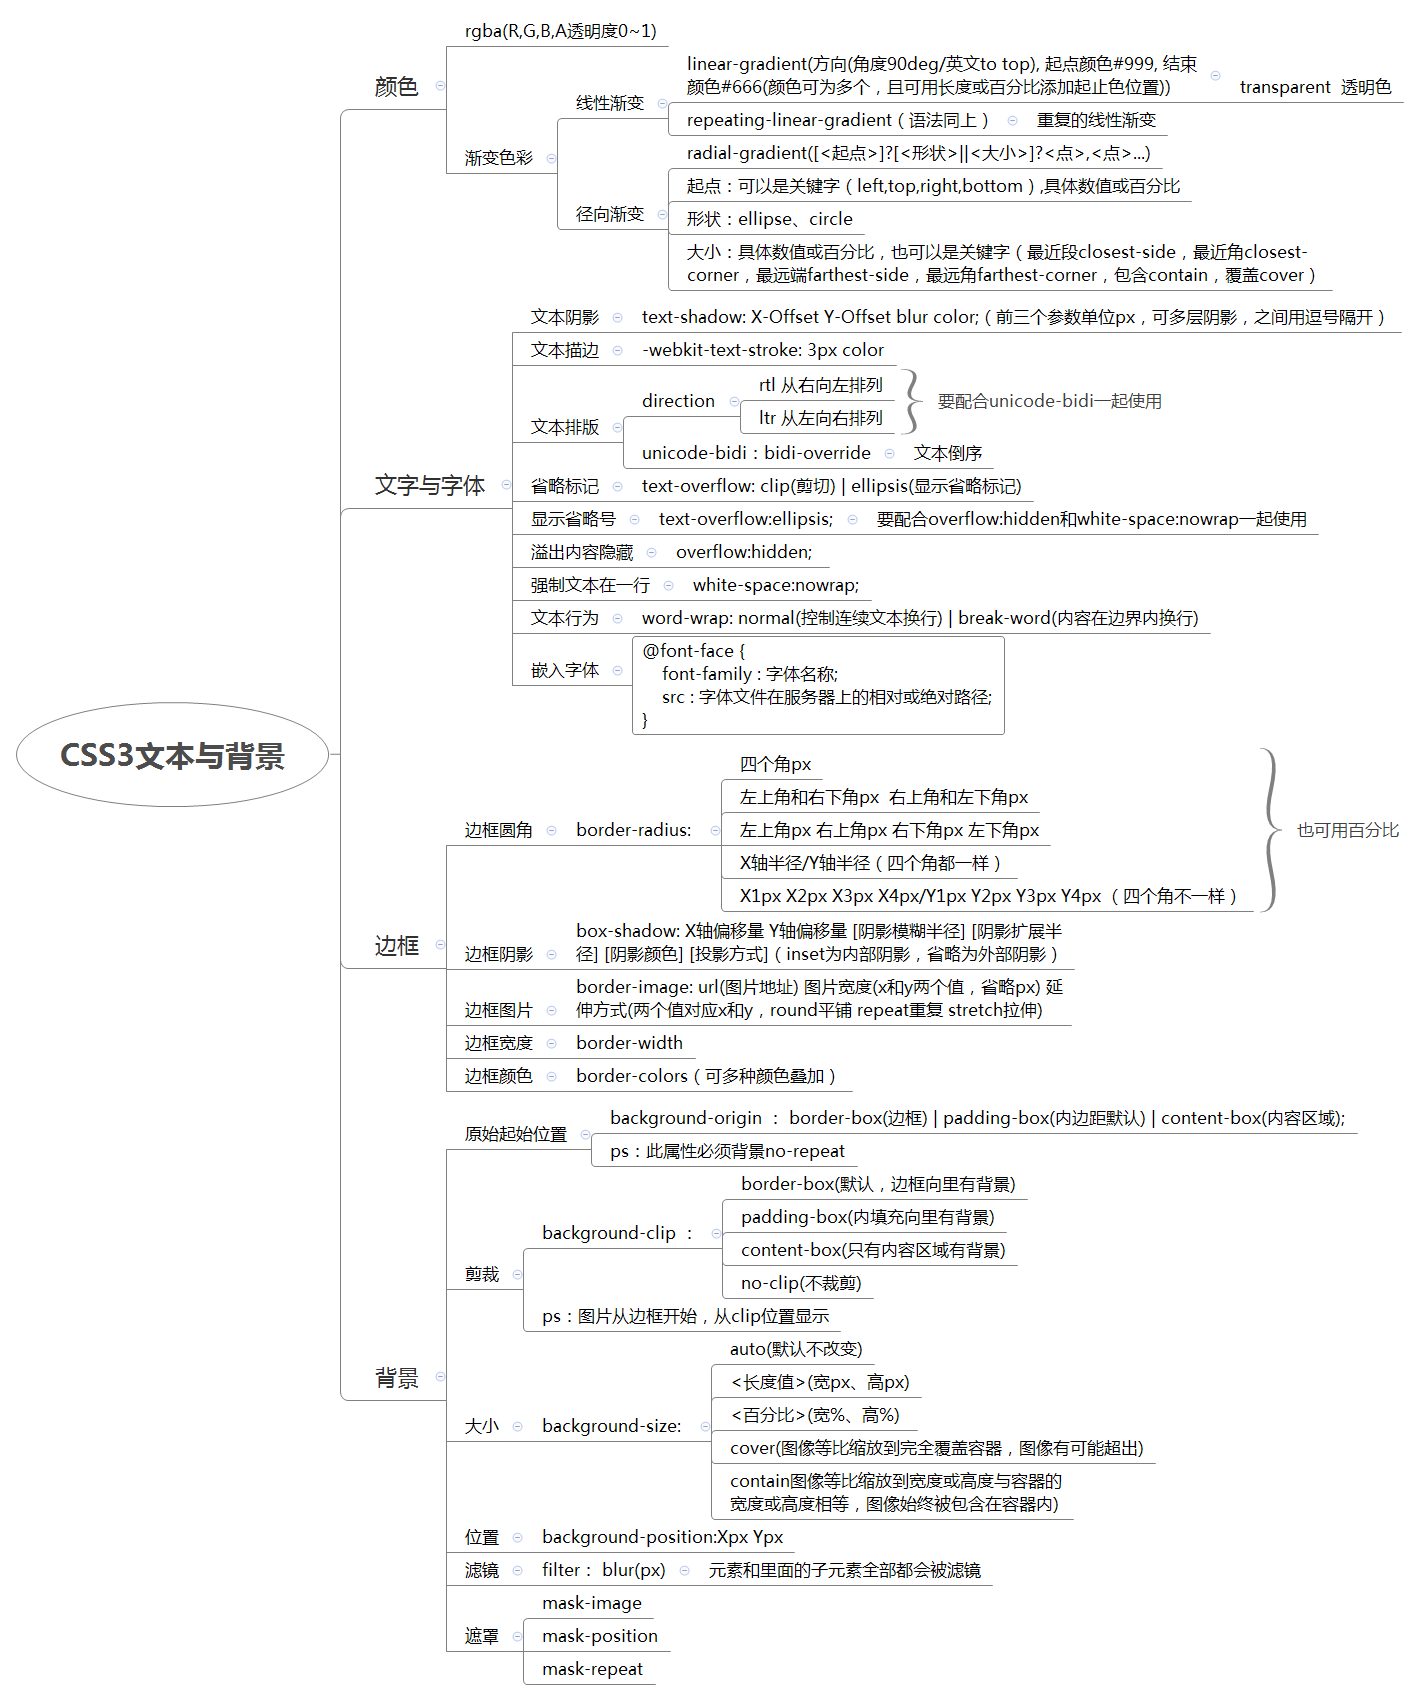 CSS3文本与背景
颜色
rgba(R,G,B,A透明度0~1)
渐变色彩
线性渐变
linear-gradient(方向(角度90deg/英文to top), 起点颜色#999, 结束
颜色#666(颜色可为多个，且可用长度或百分比添加起止色位置))
transparent 透明色
repeating-linear-gradient（语法同上）
重复的线性渐变
径向渐变
radial-gradient([<起点>]?[<形状>||<大小>]?<点>,<点>...)
起点：可以是关键字（left,top,right,bottom）,具体数值或百分比
形状：ellipse、circle
大小：具体数值或百分比，也可以是关键字（最近段closest-side，最近角closest-
corner，最远端farthest-side，最远角farthest-corner，包含contain，覆盖cover）
文字与字体
文本阴影
text-shadow: X-Offset Y-Offset blur color;（前三个参数单位px，可多层阴影，之间用逗号隔开）
文本描边
-webkit-text-stroke: 3px color
文本排版
direction
rtl 从右向左排列
ltr 从左向右排列
要配合unicode-bidi一起使用
unicode-bidi：bidi-override
文本倒序
省略标记
text-overflow: clip(剪切) | ellipsis(显示省略标记)
显示省略号
text-overflow:ellipsis;
要配合overflow:hidden和white-space:nowrap一起使用
溢出内容隐藏
overflow:hidden;
强制文本在一行
white-space:nowrap;
文本行为
word-wrap: normal(控制连续文本换行) | break-word(内容在边界内换行)
嵌入字体
@font-face {
font-family : 字体名称;
src : 字体文件在服务器上的相对或绝对路径;
}
边框
边框圆角
border-radius:
四个角px
左上角和右下角px  右上角和左下角px
左上角px 右上角px 右下角px 左下角px
X轴半径/Y轴半径（四个角都一样）
X1px X2px X3px X4px/Y1px Y2px Y3px Y4px （四个角不一样）
也可用百分比
边框阴影
box-shadow: X轴偏移量 Y轴偏移量 [阴影模糊半径] [阴影扩展半
径] [阴影颜色] [投影方式]（inset为内部阴影，省略为外部阴影）
边框图片
border-image: url(图片地址) 图片宽度(x和y两个值，省略px) 延
伸方式(两个值对应x和y，round平铺 repeat重复 stretch拉伸)
边框宽度
border-width
边框颜色
border-colors（可多种颜色叠加）
背景
原始起始位置
background-origin ： border-box(边框) | padding-box(内边距默认) | content-box(内容区域);
ps：此属性必须背景no-repeat
剪裁
background-clip ：
border-box(默认，边框向里有背景)
padding-box(内填充向里有背景)
content-box(只有内容区域有背景)
no-clip(不裁剪)
ps：图片从边框开始，从clip位置显示
大小
background-size:
auto(默认不改变)
<长度值>(宽px、高px)
<百分比>(宽%、高%)
cover(图像等比缩放到完全覆盖容器，图像有可能超出)
contain图像等比缩放到宽度或高度与容器的
宽度或高度相等，图像始终被包含在容器内)
位置
background-position:Xpx Ypx
滤镜
filter： blur(px)
元素和里面的子元素全部都会被滤镜
遮罩
mask-image
mask-position
mask-repeat